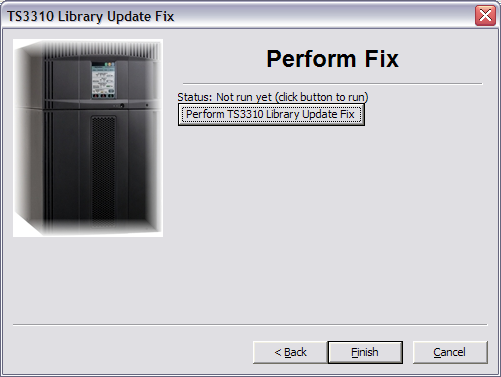 TS3310 Library Update Fix
Perform Fix
Status: Not run yet (click button to run)
Perform TS3310 Library Update Fix
< Back
Finish
Cancel